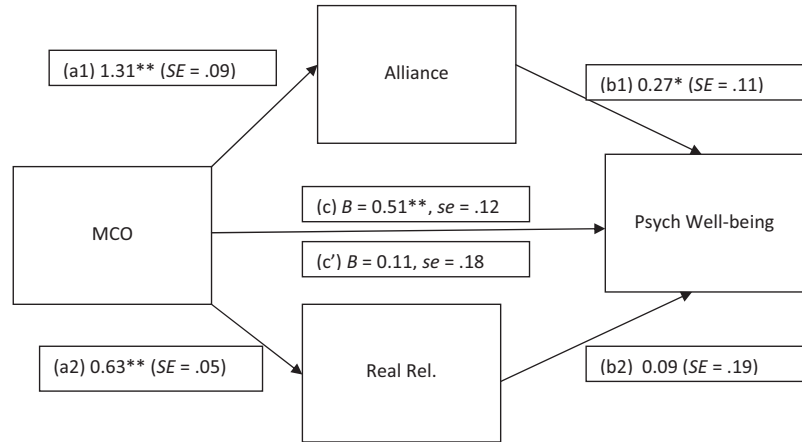 (a1) 1.31** (SE = .09)
Alliance
(b1) 0.27* (SE = .11)
MCO
(c) B = 0.51**, se = .12
Psych Well-being
(c’) B = 0.11, se = .18
(a2) 0.63** (SE = .05)
Real Rel.
(b2) 0.09 (SE = .19)